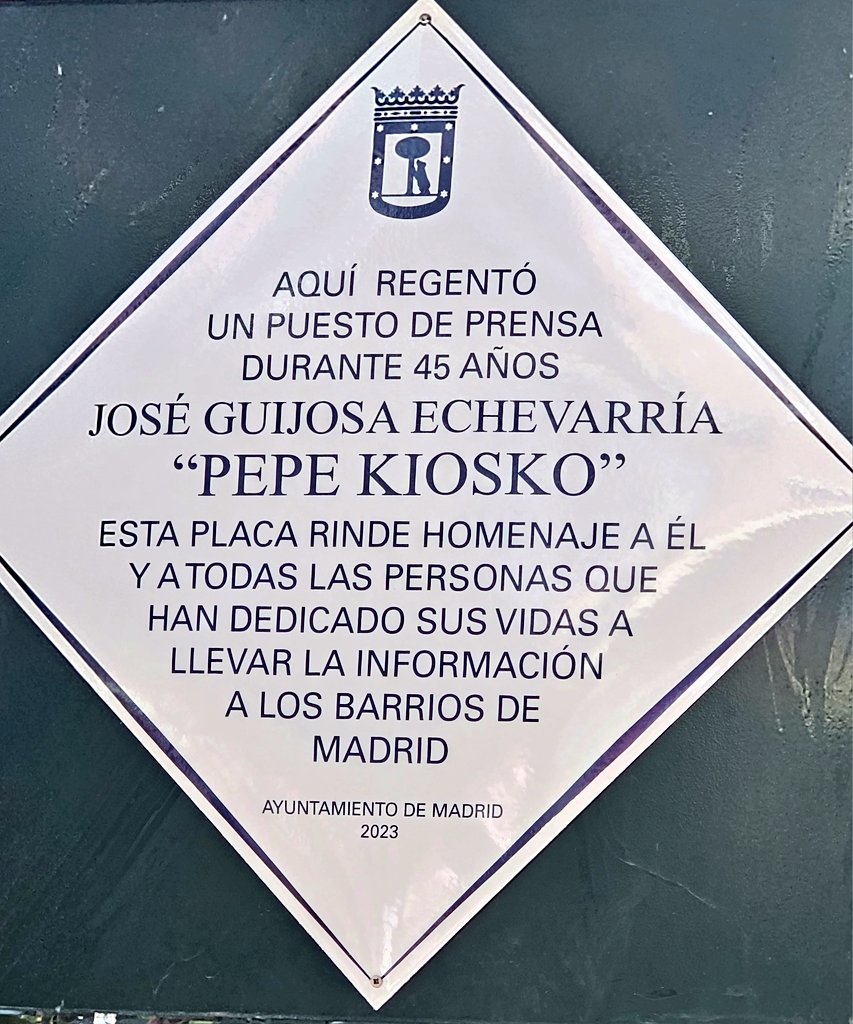 AQUÍ REGENTÓ
UN PUESTO DE PRENSA
DURANTE 45 AÑOS
JOSÉ GUIJOSA ECHEVARRÍA
“PEPE KIOSKO”
ESTA PLACA RINDE HOMENAJE A ÉL
Y A TODAS LAS PERSONAS QUE
HAN DEDICADO SUS VIDAS A
LLEVAR LA INFORMACIÓN
A LOS BARRIOS DE
MADRID
AYUNTAMIENTO DE MADRID
2023